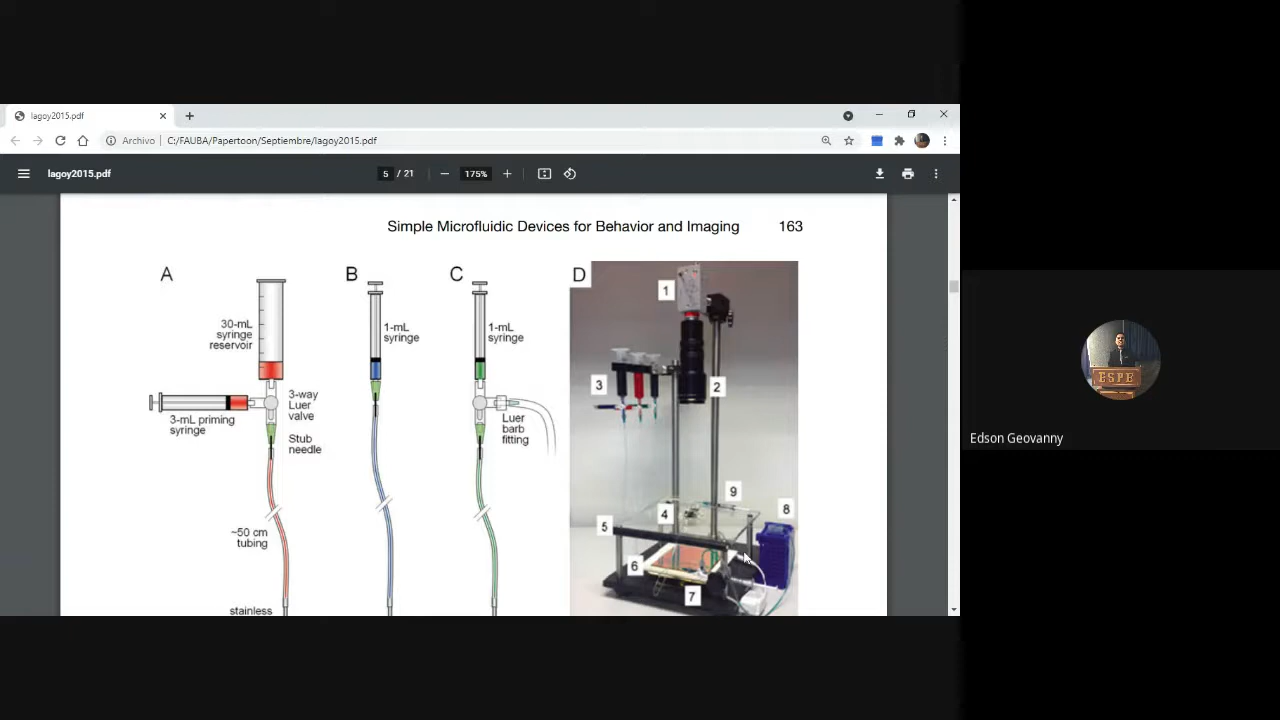 lagoy2015.pdf
Archivo
C:/FAUBA/Papertoon/Septiembre/lagoy2015.pdf
lagoy2015.pdf
5 / 21
175%
Simple Microfluidic Devices for Behavior and Imaging 163
A
B
C
D
30-mL
syringe
reservoir
3-mL priming
syringe
3-way
Luer
valve
Stub
needle
~50 cm
tubing
stainless
1-mL
syringe
1-mL
syringe
Luer
barb
fitting
1
2
3
4
5
6
7
8
9
ESPE
Edson Geovanny